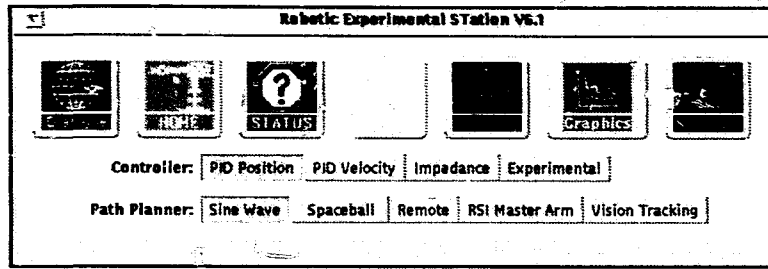 Robotic Experimental STation V6.1
HOME
STATUS
Graphics
Controller: PID Position PID Velocity Impedance Experimental
Path Planner: Sine Wave Spaceball Remote RSI Master Arm Vision Tracking